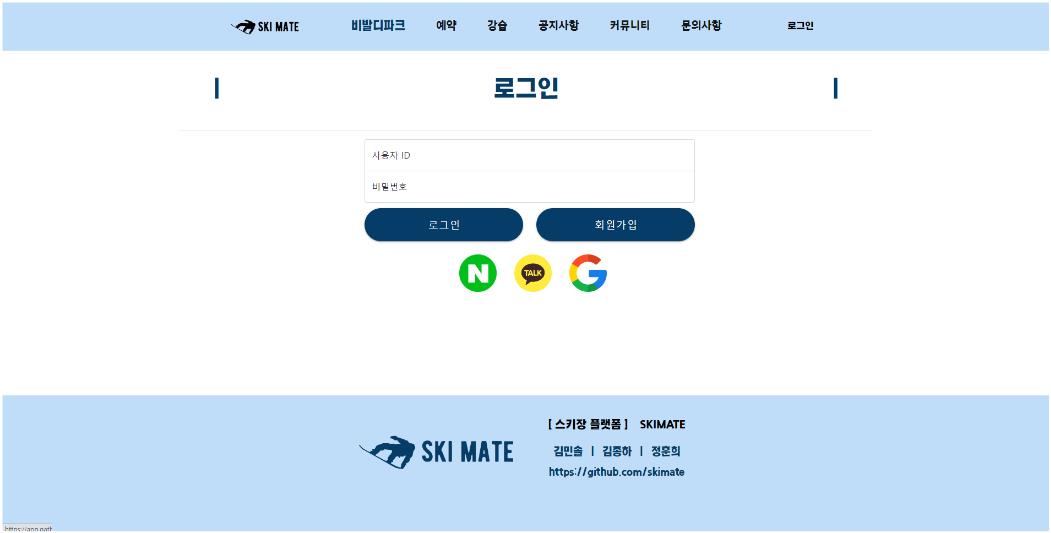 SKI MATE 비발디파크 예약 강습 공지사항 커뮤니티 문의사항 로그인
| 로그인 |
사용자 ID
비밀번호
로그인 회원가입
N TALK G
[ 스키장 플랫폼 ] SKIMATE
SKI MATE
김민솔 | 김종하 | 정훈희
https://github.com/skimate